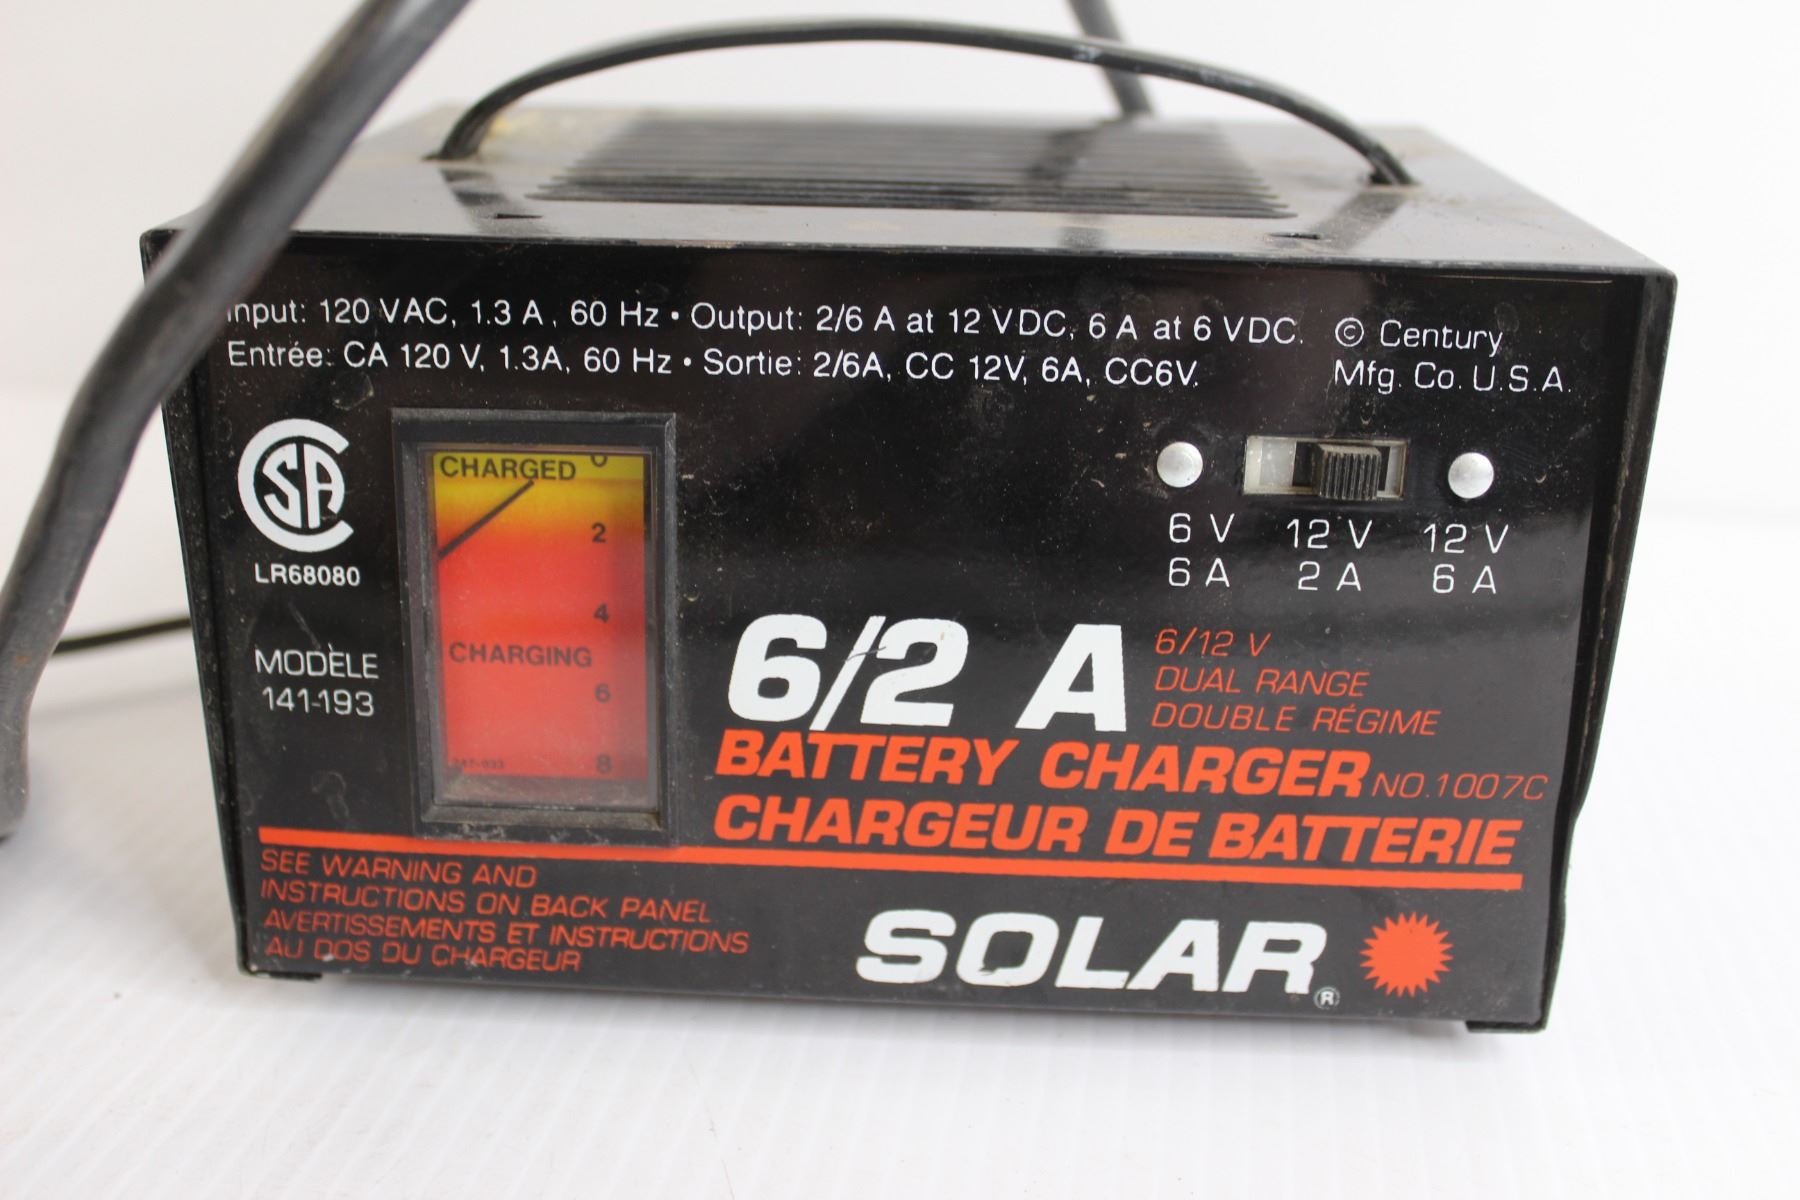 Input: 120 VAC, 1.3 A, 60 Hz • Output: 2/6 A at 12 VDC, 6 A at 6 VDC.
Entrée: CA 120 V, 1.3A, 60 Hz • Sortie: 2/6A, CC 12V, 6A, CC6V.
© Century
Mfg. Co. U.S.A.
CSA
LR68080
MODÈLE
141-193
CHARGED 0
2
4
CHARGING
6
8
6 V 12 V 12 V
6 A 2 A 6 A
6/2 A
6/12 V
DUAL RANGE
DOUBLE RÉGIME
BATTERY CHARGER NO. 1007C
CHARGEUR DE BATTERIE
SEE WARNING AND
INSTRUCTIONS ON BACK PANEL
AVERTISSEMENTS ET INSTRUCTIONS
AU DOS DU CHARGEUR
SOLAR ®